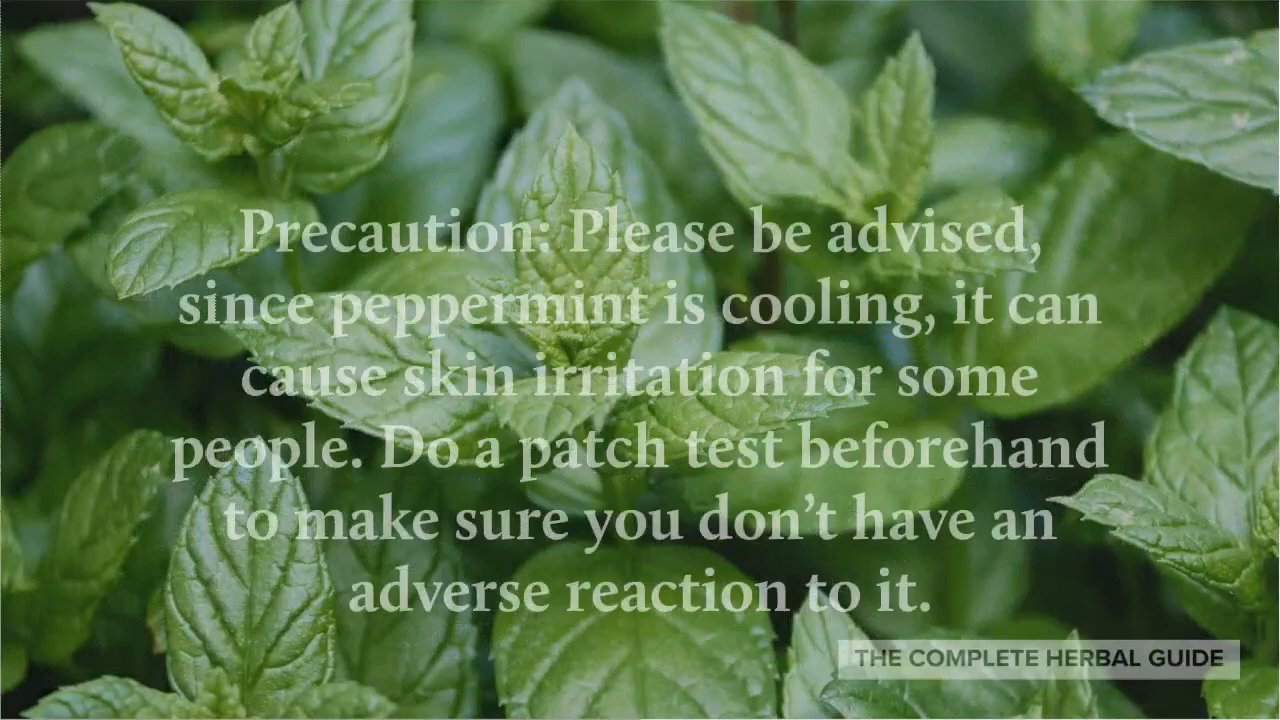 Precaution: Please be advised,
since peppermint is cooling, it can
cause skin irritation for some
people. Do a patch test beforehand
to make sure you don’t have an
adverse reaction to it.
THE COMPLETE HERBAL GUIDE